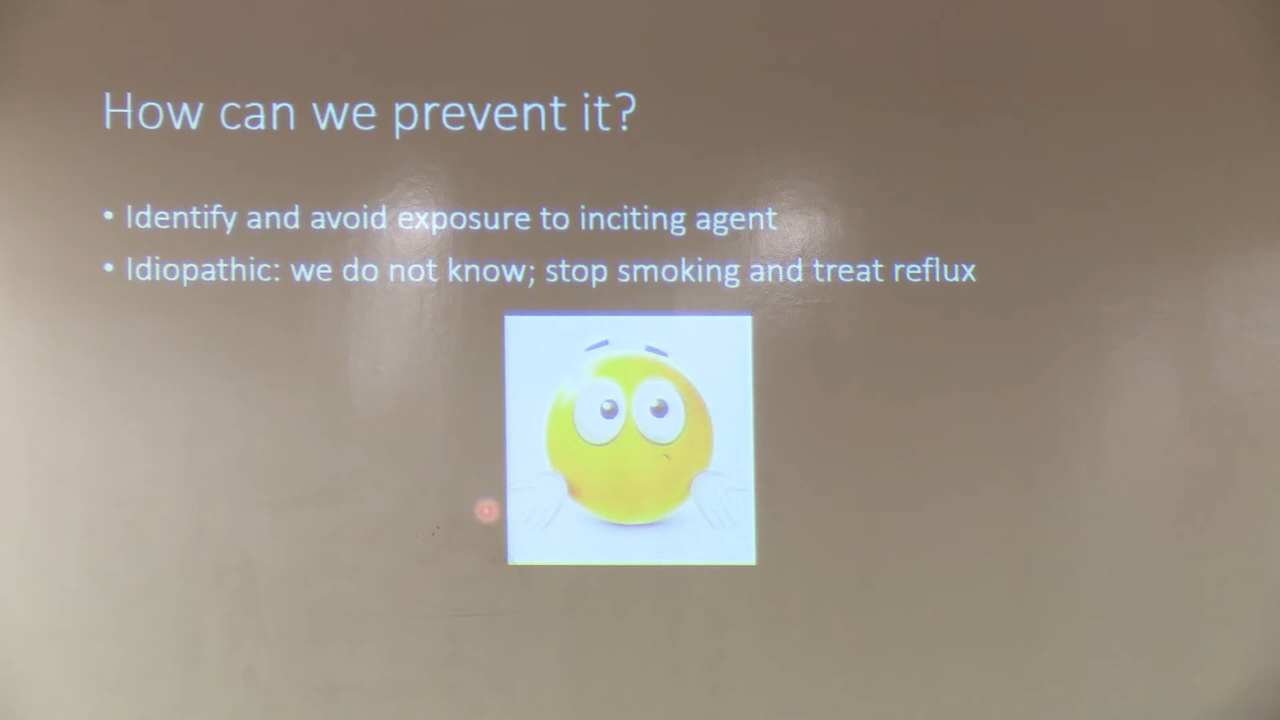 How can we prevent it?
• Identify and avoid exposure to inciting agent
• Idiopathic: we do not know; stop smoking and treat reflux